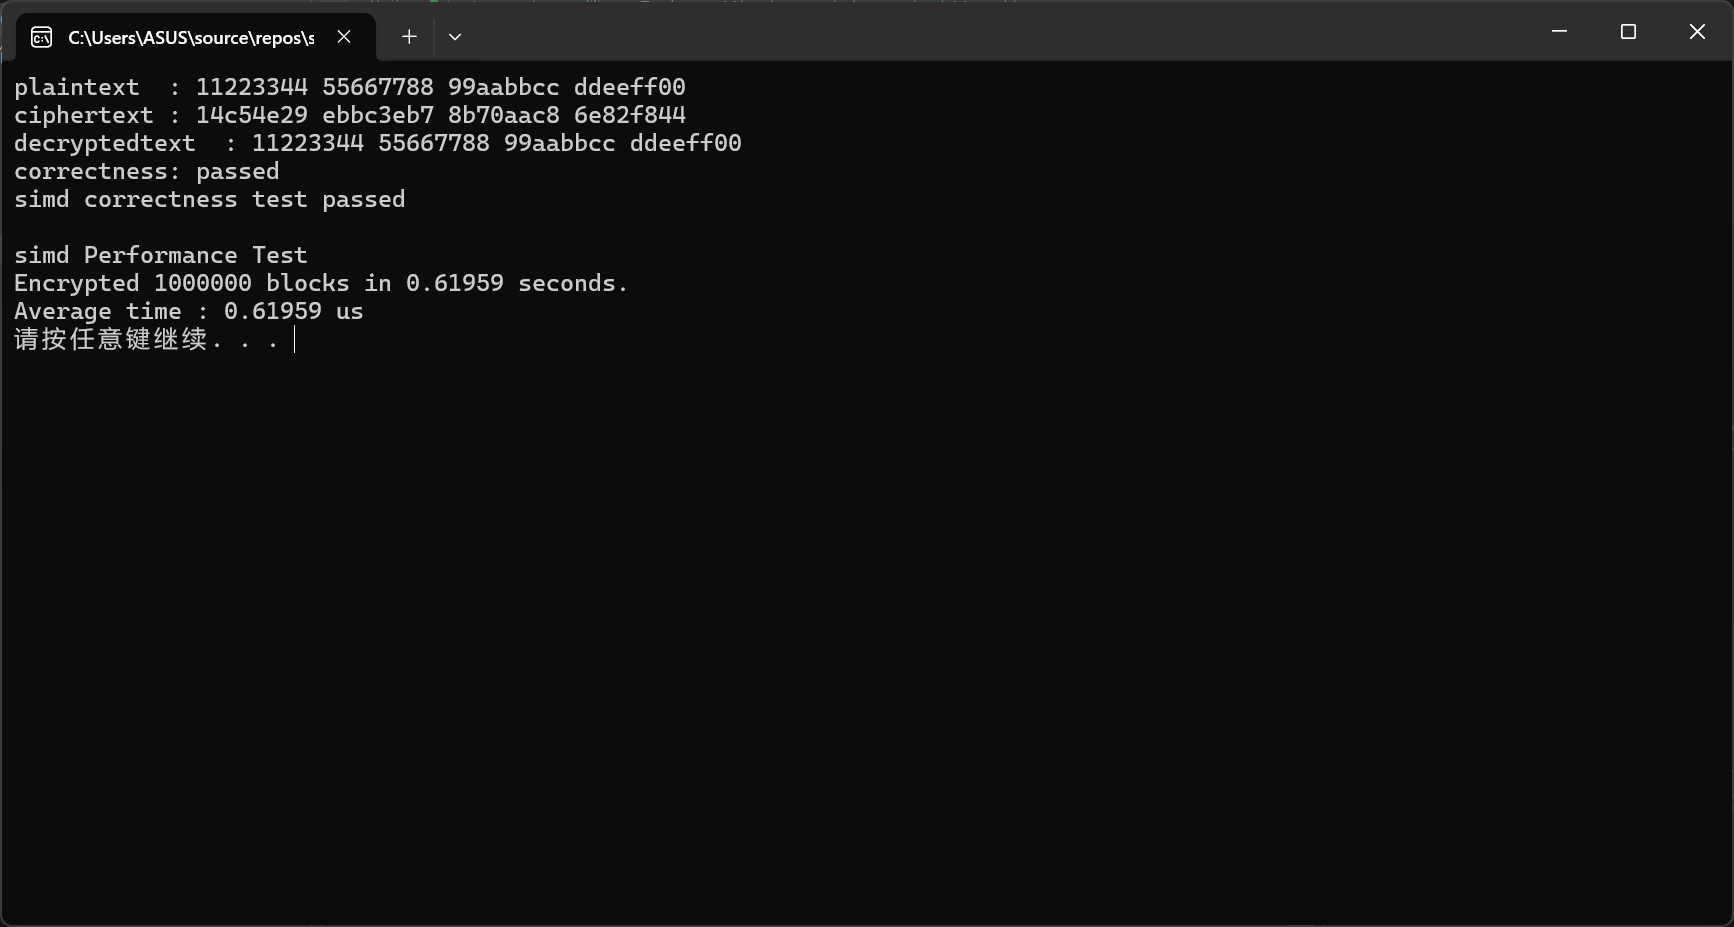 C:\Users\ASUS\source\repos\s
plaintext  : 11223344 55667788 99aabbcc ddeeff00
ciphertext : 14c54e29 ebbc3eb7 8b70aac8 6e82f844
decryptedtext  : 11223344 55667788 99aabbcc ddeeff00
correctness: passed
simd correctness test passed
simd Performance Test
Encrypted 1000000 blocks in 0.61959 seconds.
Average time : 0.61959 us
请按任意键继续. . .